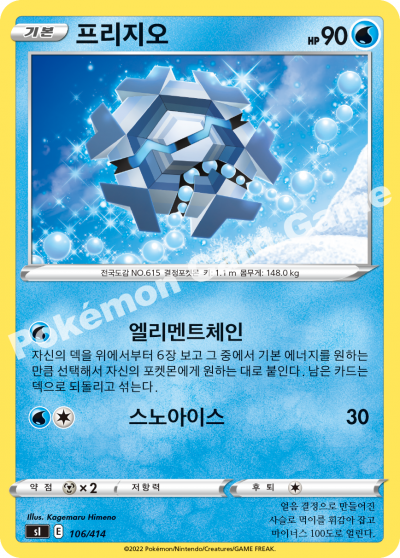 기본 프리지오 HP 90
전국도감 NO.615 결정포켓몬 키: 1.1m 몸무게: 148.0kg
엘리멘트체인
자신의 덱을 위에서부터 6장 보고 그 중에서 기본 에너지를 원하는
만큼 선택해서 자신의 포켓몬에게 원하는 대로 붙인다. 남은 카드는
덱으로 되돌리고 섞는다.
스노아이스 30
약점 ×2 저항력 후퇴
Illus. Kagemaru Himeno
sI E 106/414
얼음 결정으로 만들어진
사슬로 먹이를 휘감아 잡고
마이너스 100도로 얼린다.
©2022 Pokémon/Nintendo/Creatures/GAME FREAK.
Pokémon Card Game